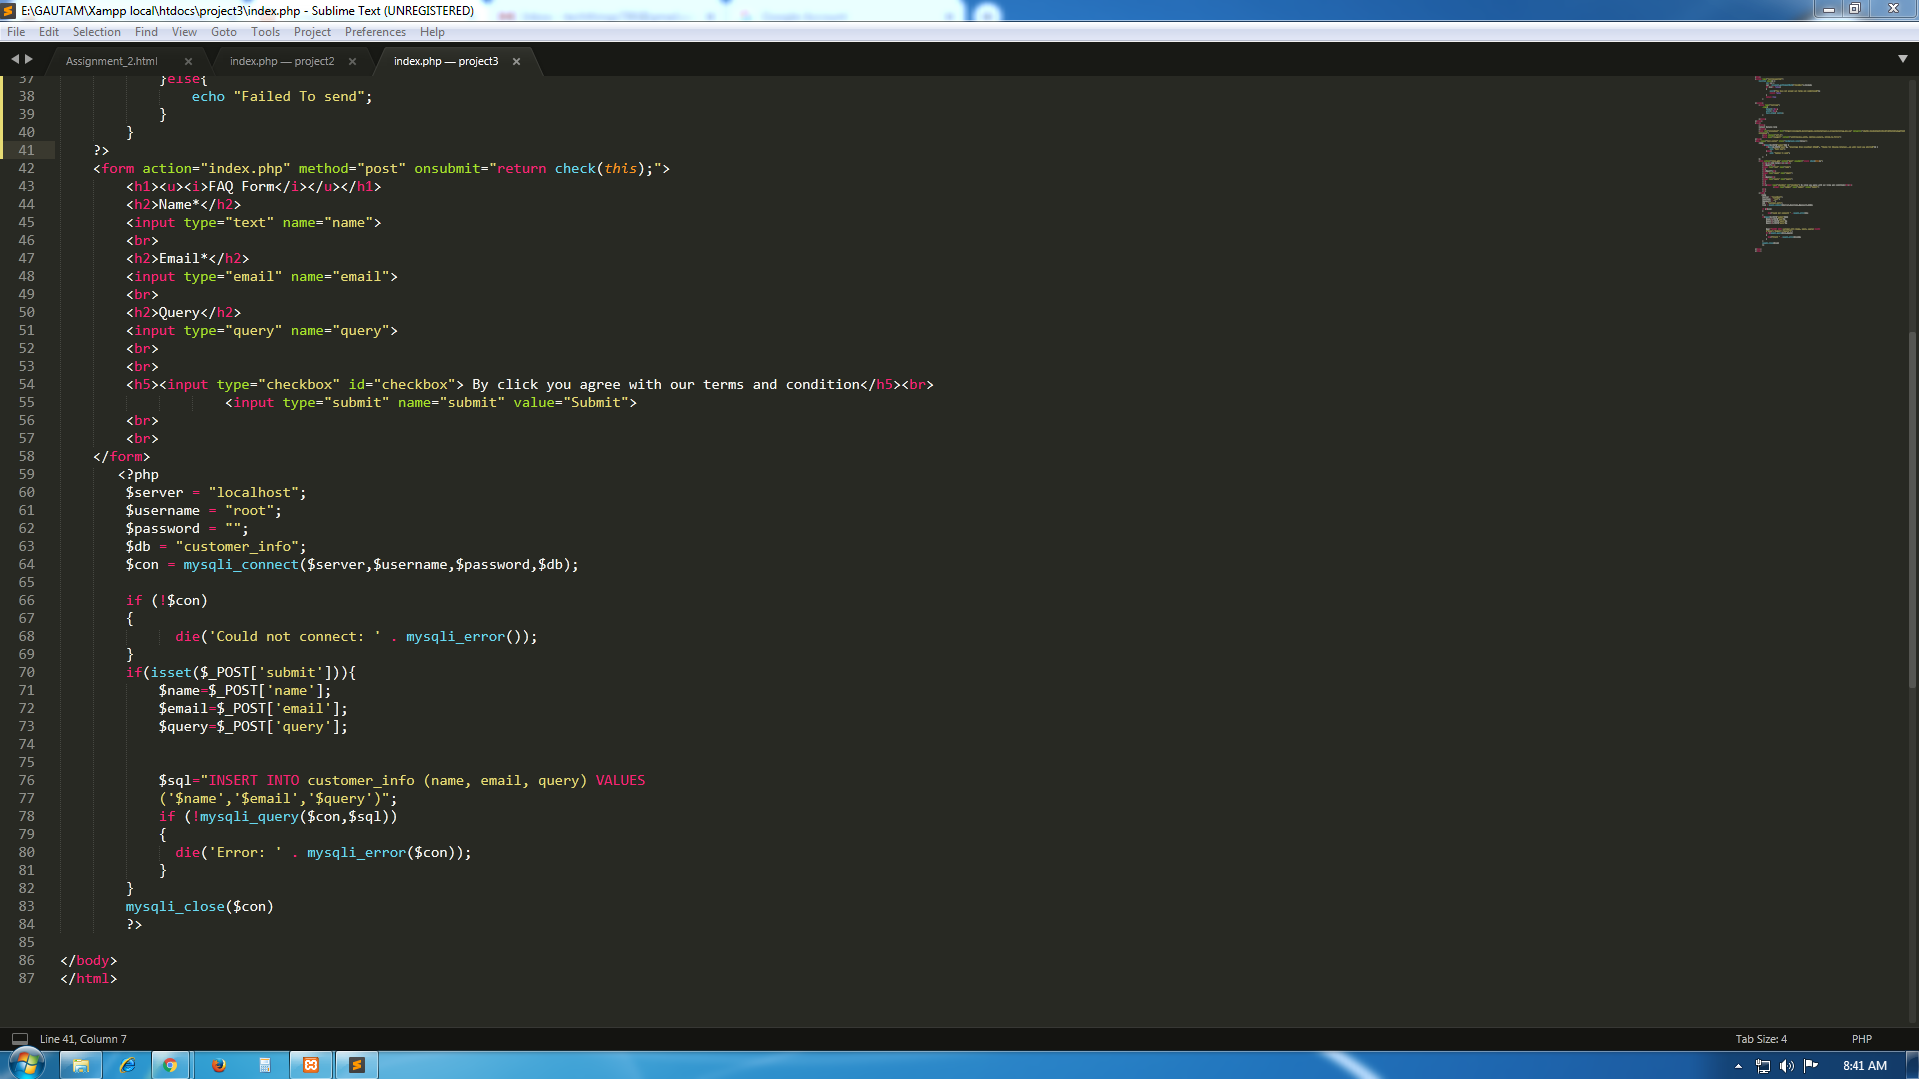 E:\GAUTAM\Xampp local\htdocs\project3\index.php - Sublime Text (UNREGISTERED)
File Edit Selection Find View Goto Tools Project Preferences Help
Assignment_2.html × index.php — project2 × index.php — project3 ×
37 }else{
38 echo "Failed To send";
39 }
40 }
41 ?>
42 <form action="index.php" method="post" onsubmit="return check(this);">
43 <h1><u><i>FAQ Form</i></u></h1>
44 <h2>Name*</h2>
45 <input type="text" name="name">
46 <br>
47 <h2>Email*</h2>
48 <input type="email" name="email">
49 <br>
50 <h2>Query</h2>
51 <input type="query" name="query">
52 <br>
53 <br>
54 <h5><input type="checkbox" id="checkbox"> By click you agree with our terms and condition</h5><br>
55 <input type="submit" name="submit" value="Submit">
56 <br>
57 <br>
58 </form>
59 <?php
60 $server = "localhost";
61 $username = "root";
62 $password = "";
63 $db = "customer_info";
64 $con = mysqli_connect($server,$username,$password,$db);
65
66 if (!$con)
67 {
68 die('Could not connect: ' . mysqli_error());
69 }
70 if(isset($_POST['submit'])){
71 $name=$_POST['name'];
72 $email=$_POST['email'];
73 $query=$_POST['query'];
74
75
76 $sql="INSERT INTO customer_info (name, email, query) VALUES
77 ('$name','$email','$query')";
78 if (!mysqli_query($con,$sql))
79 {
80 die('Error: ' . mysqli_error($con));
81 }
82 }
83 mysqli_close($con)
84 ?>
85
86 </body>
87 </html>
Line 41, Column 7 Tab Size: 4 PHP
8:41 AM